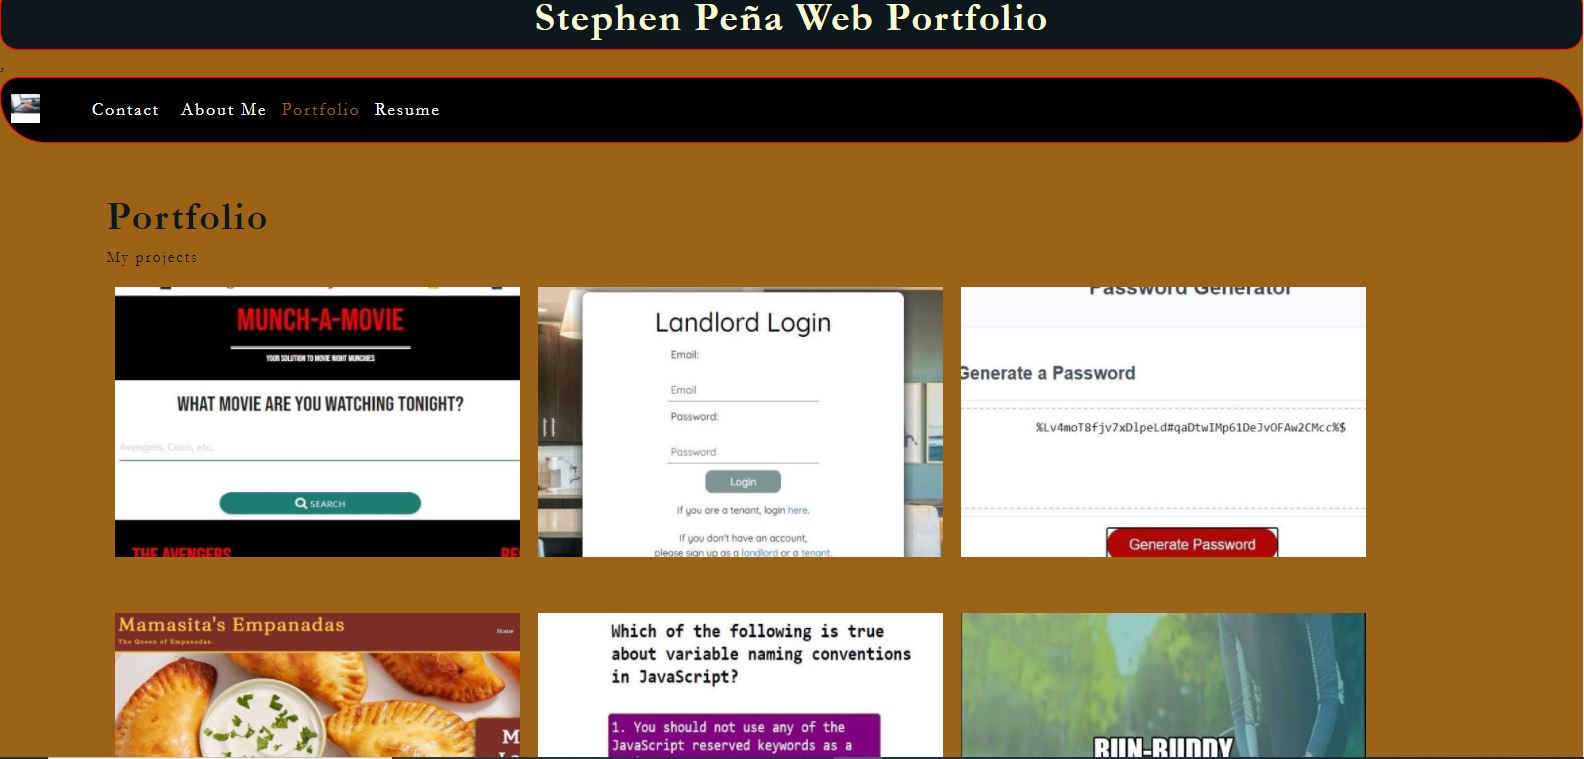 Stephen Peña Web Portfolio
Contact About Me Portfolio Resume
Portfolio
My projects
MUNCH-A-MOVIE
YOUR SOLUTION TO MOVIE NIGHT MUNCHIES
WHAT MOVIE ARE YOU WATCHING TONIGHT?
Avengers, Coco, etc.
SEARCH
THE AVENGERS
Landlord Login
Email:
Email
Password:
Password
Login
If you are a tenant, login here.
If you don't have an account,
please sign up as a landlord or a tenant.
Password Generator
Generate a Password
%Lv4moT8fjv7xDlpeLd#qaDtwIMp61DeJvOFAw2CMcc%$
Generate Password
Mamasita's Empanadas
The Queen of Empanadas.
Home
Which of the following is true
about variable naming conventions
in JavaScript?
1. You should not use any of the
JavaScript reserved keywords as a
RUN-BUDDY